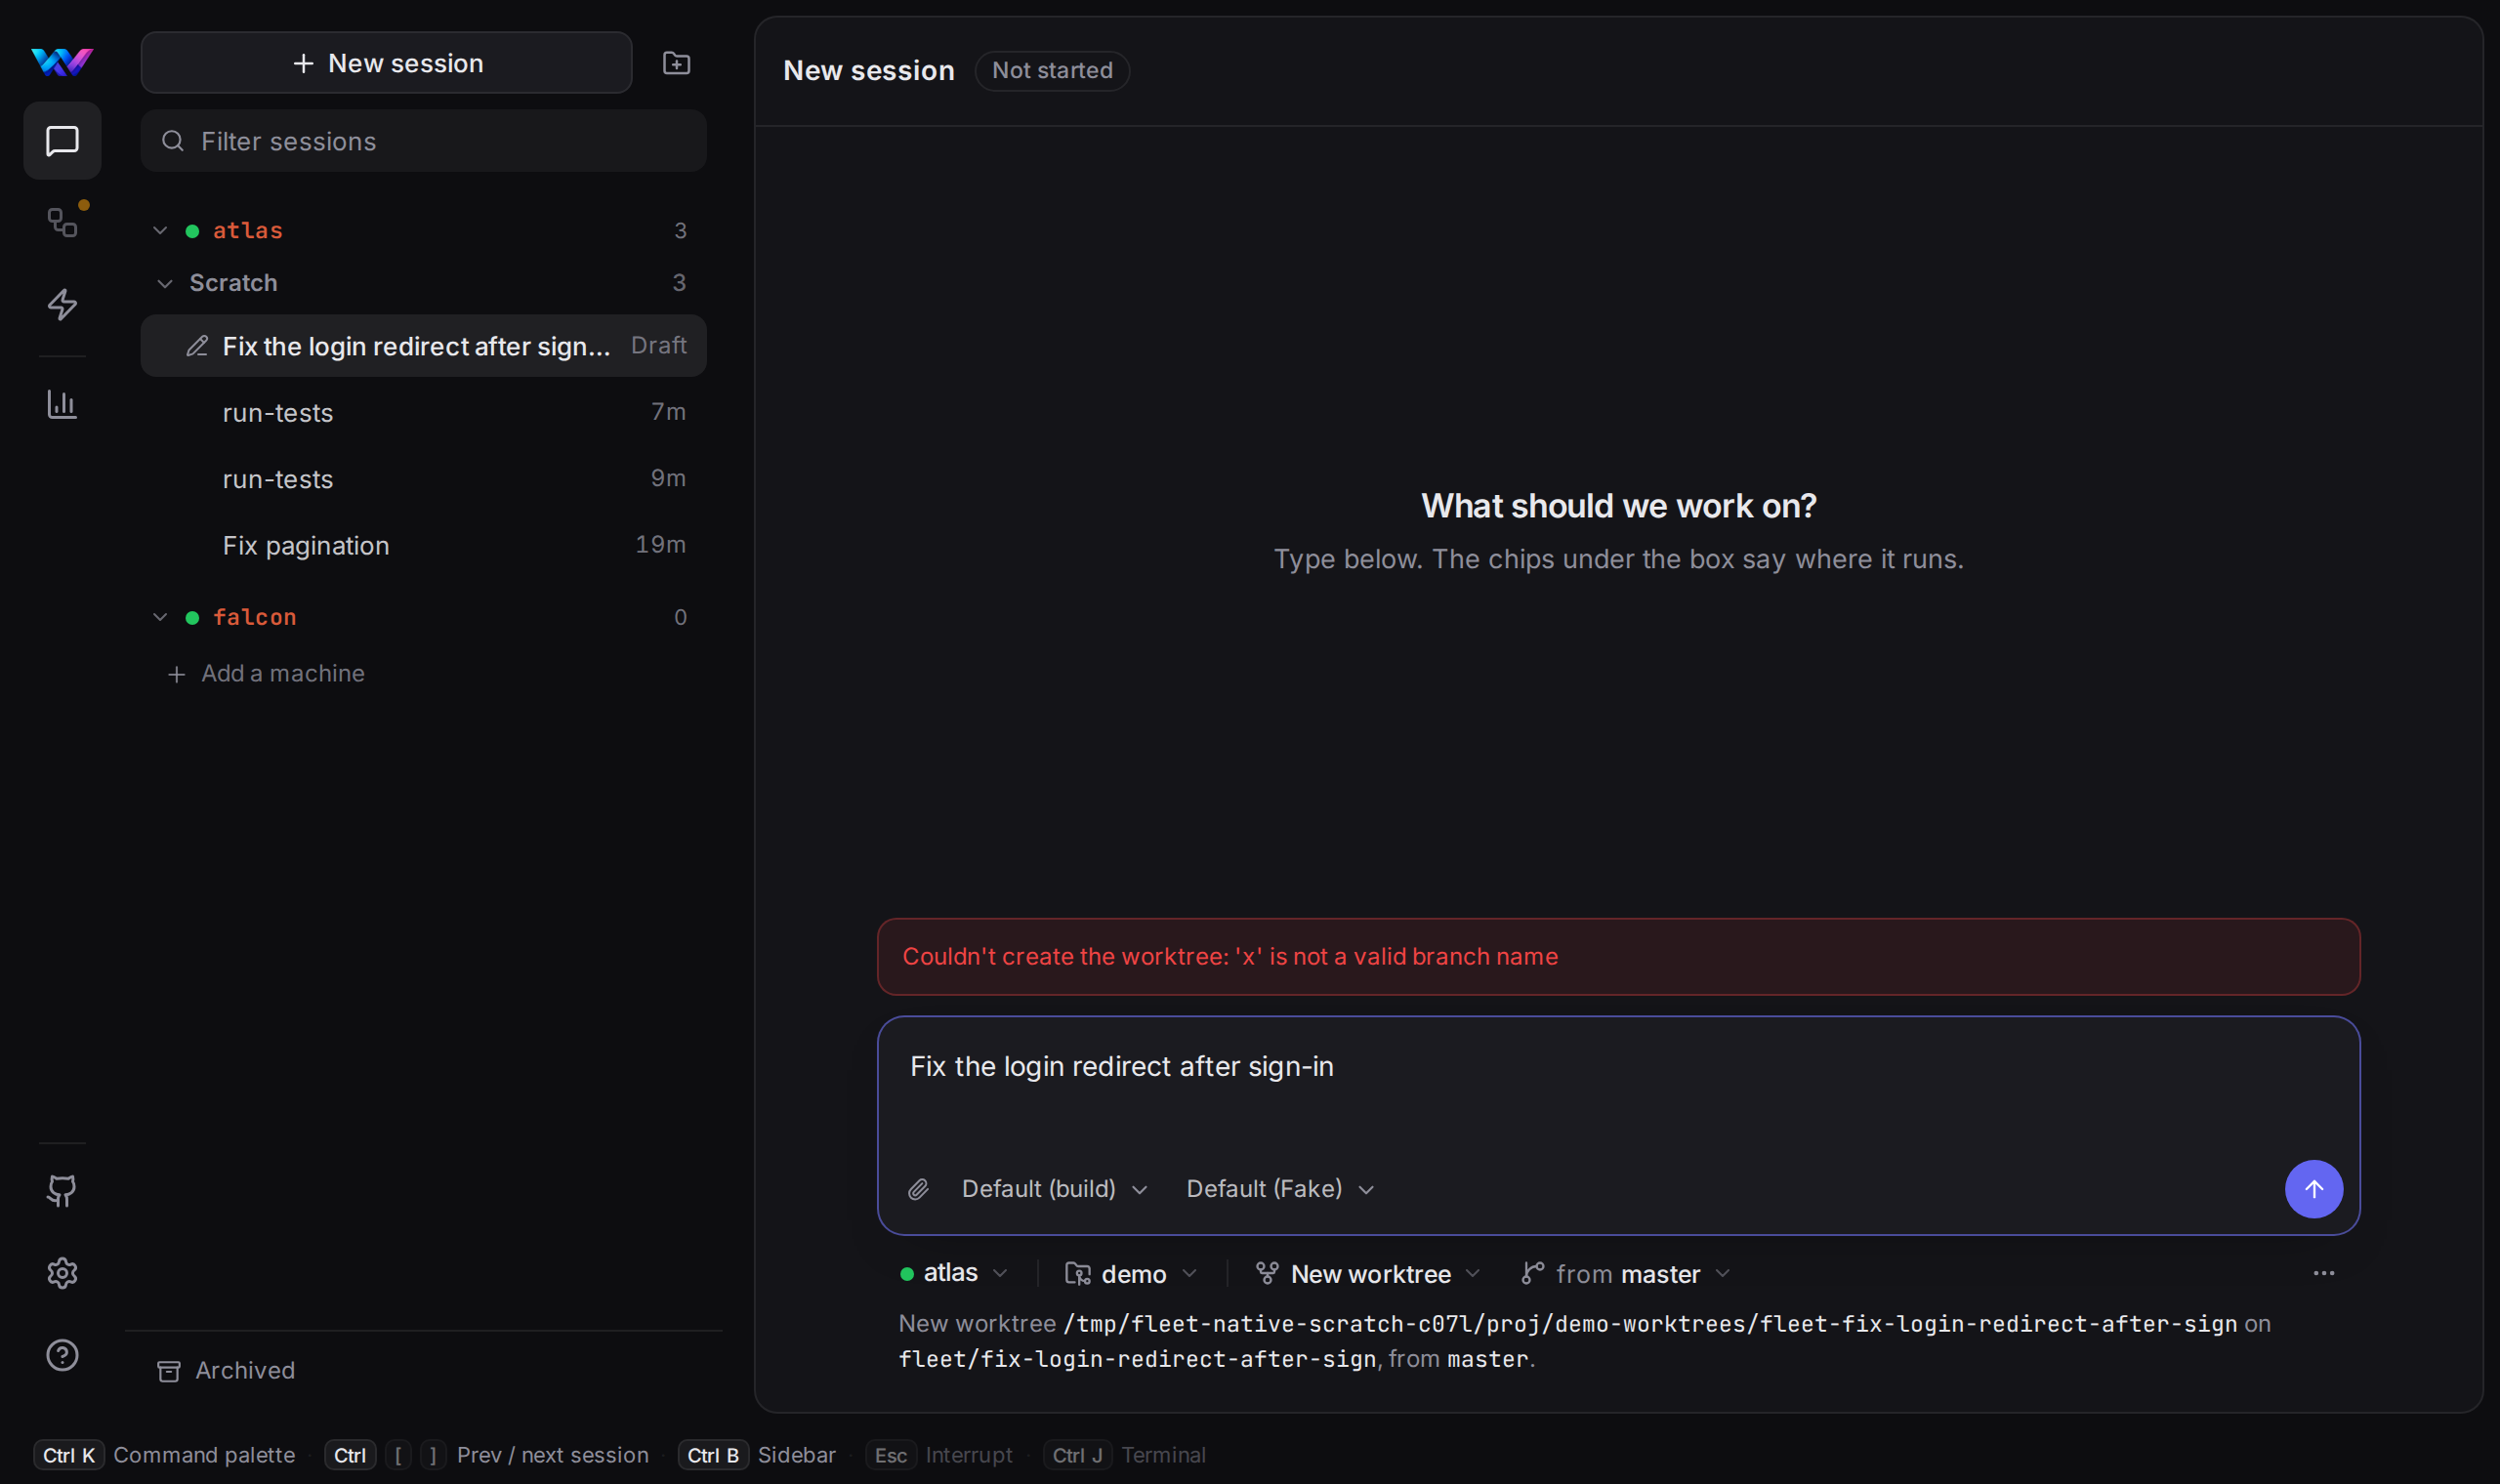 New session
Filter sessions
atlas 3
Scratch 3
Fix the login redirect after sign... Draft
run-tests 7m
run-tests 9m
Fix pagination 19m
falcon 0
Add a machine
Archived
New session Not started
What should we work on?
Type below. The chips under the box say where it runs.
Couldn't create the worktree: 'x' is not a valid branch name
Fix the login redirect after sign-in
Default (build) Default (Fake)
atlas demo New worktree from master
New worktree /tmp/fleet-native-scratch-c07l/proj/demo-worktrees/fleet-fix-login-redirect-after-sign on
fleet/fix-login-redirect-after-sign, from master.
Ctrl K Command palette · Ctrl [ ] Prev / next session · Ctrl B Sidebar · Esc Interrupt · Ctrl J Terminal